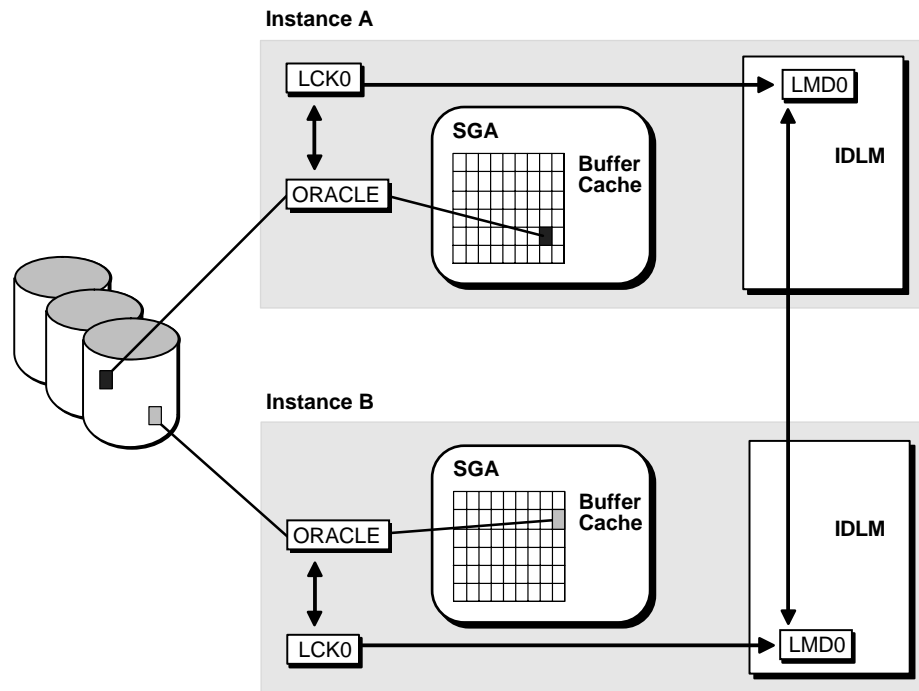 Instance A
LCK0
LMD0
SGA
Buffer
Cache
IDLM
ORACLE
Instance B
SGA
Buffer
Cache
IDLM
ORACLE
LCK0
LMD0